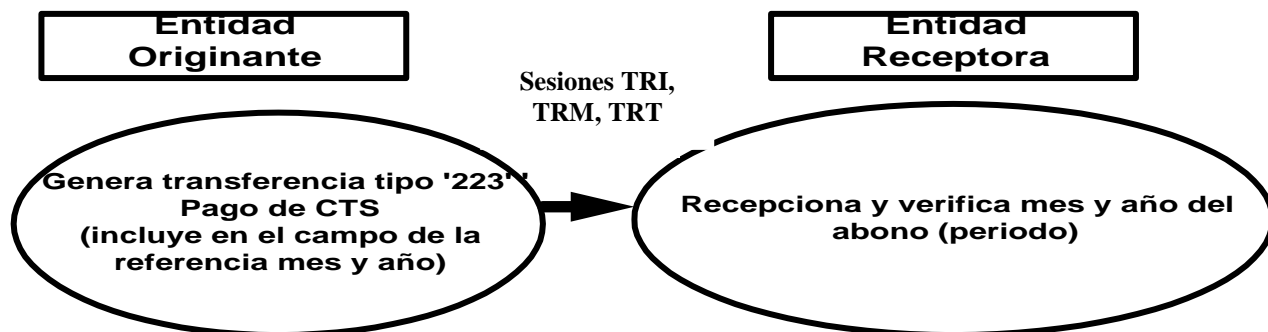 Entidad
Originante
Entidad
Receptora
Sesiones TRI,
TRM, TRT
Genera transferencia tipo '223' '
Pago de CTS
(incluye en el campo de la
referencia mes y año)
Recepciona y verifica mes y año del
abono (periodo)